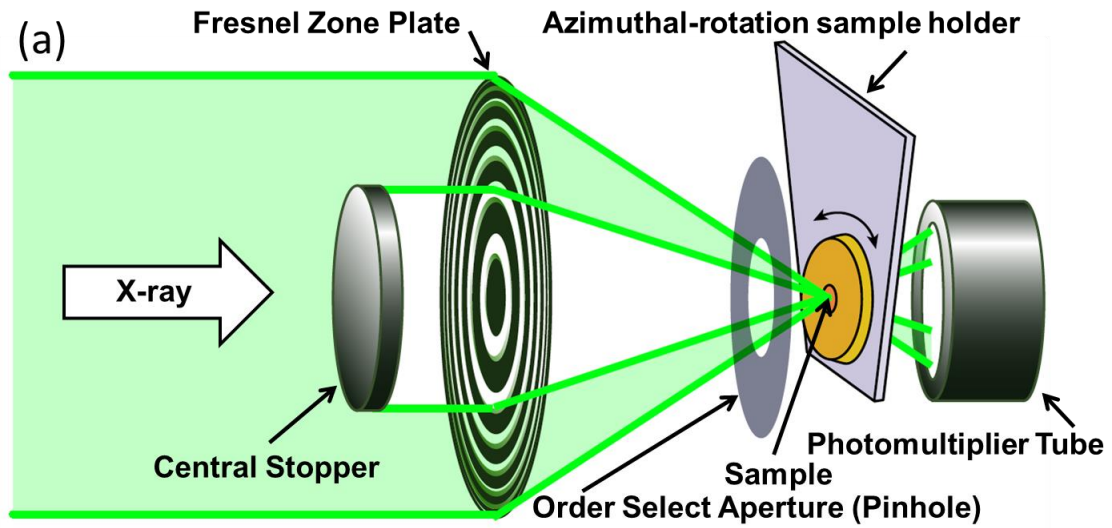 (a)
Fresnel Zone Plate
Azimuthal-rotation sample holder
X-ray
Central Stopper
Photomultiplier Tube
Sample
Order Select Aperture (Pinhole)